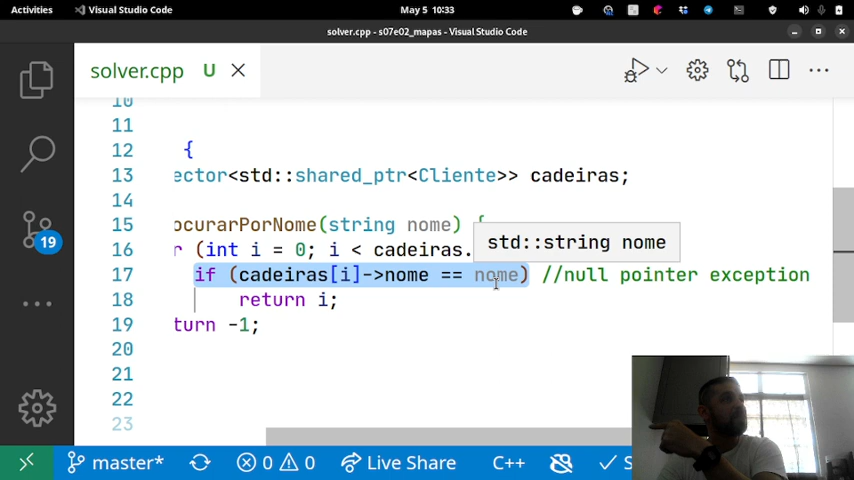 Activities
Visual Studio Code
May 5 10:33
solver.cpp - s07e02_mapas - Visual Studio Code
solver.cpp U
10
11
12 {
13 ector<std::shared_ptr<Cliente>> cadeiras;
14
15 ocurarPorNome(string nome) {
std::string nome
16 r (int i = 0; i < cadeiras.
17 if (cadeiras[i]->nome == nome) //null pointer exception
18 return i;
19 turn -1;
20
21
22
23
19
master*
0 0
Live Share
C++
S